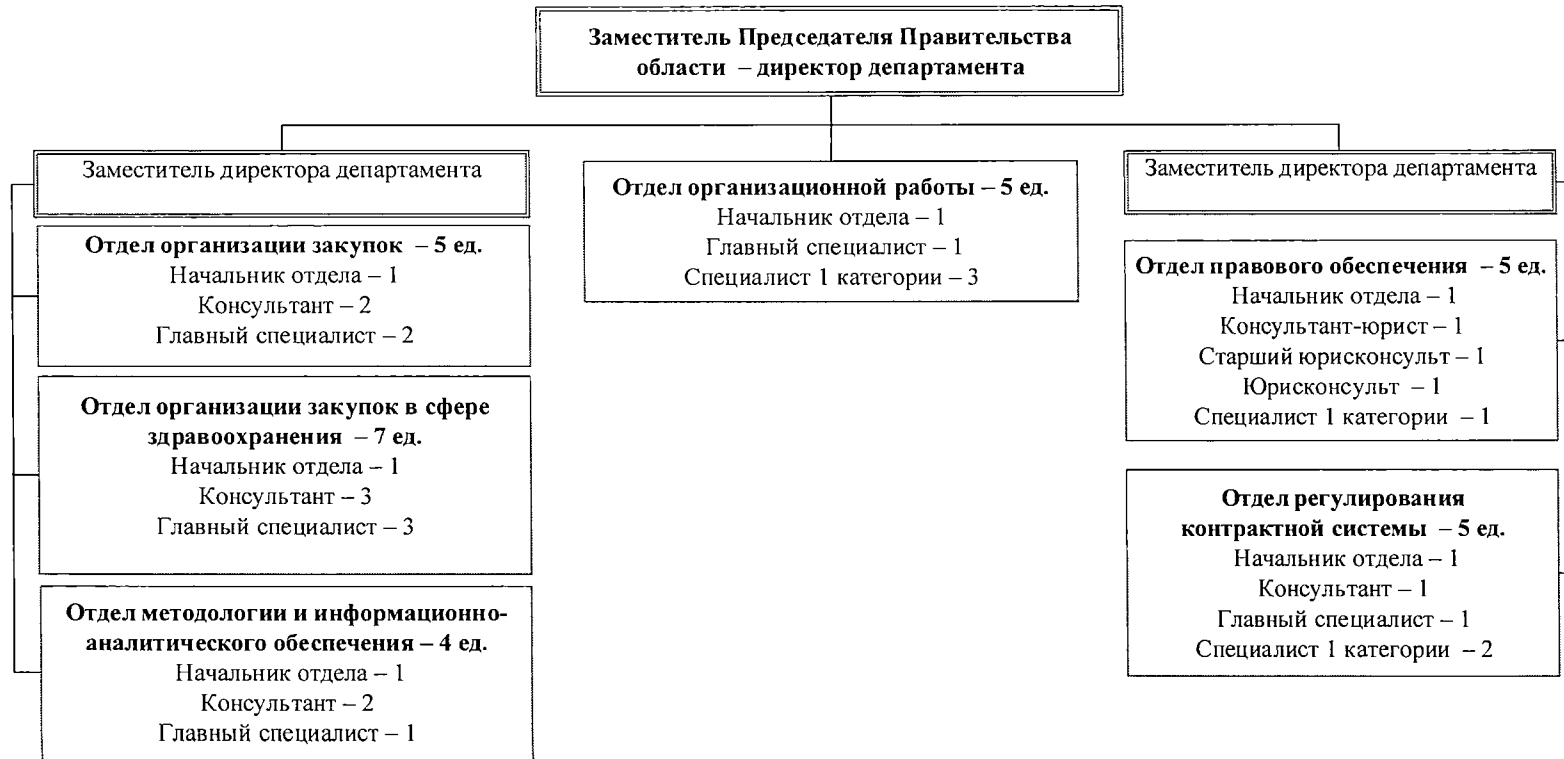 Заместитель Председателя Правительства
области – директор департамента
Заместитель директора департамента
Отдел организации закупок – 5 ед.
Начальник отдела – 1
Консультант – 2
Главный специалист – 2
Отдел организации закупок в сфере
здравоохранения – 7 ед.
Начальник отдела – 1
Консультант – 3
Главный специалист – 3
Отдел методологии и информационно-
аналитического обеспечения – 4 ед.
Начальник отдела – 1
Консультант – 2
Главный специалист – 1
Отдел организационной работы – 5 ед.
Начальник отдела – 1
Главный специалист – 1
Специалист 1 категории – 3
Заместитель директора департамента
Отдел правового обеспечения – 5 ед.
Начальник отдела – 1
Консультант-юрист – 1
Старший юрисконсульт – 1
Юрисконсульт – 1
Специалист 1 категории – 1
Отдел регулирования
контрактной системы – 5 ед.
Начальник отдела – 1
Консультант – 1
Главный специалист – 1
Специалист 1 категории – 2